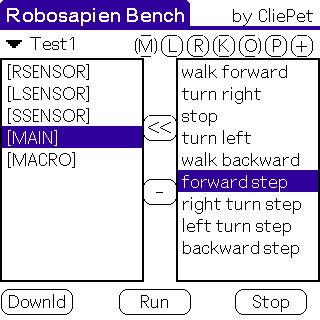 Robosapien Bench by CliePet
Test1 M L R K O P +
[RSENSOR]
[LSENSOR]
[SSENSOR]
[MAIN]
[MACRO]
<<
-
walk forward
turn right
stop
turn left
walk backward
forward step
right turn step
left turn step
backward step
Downld Run Stop